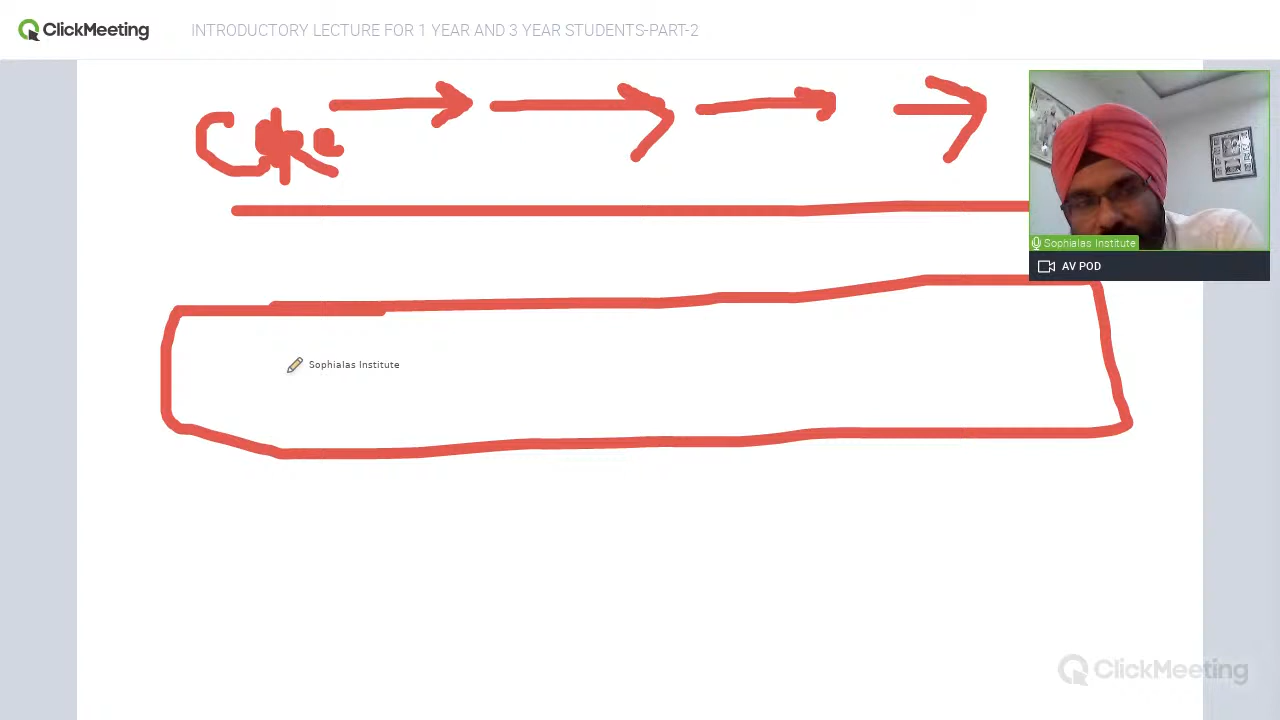 ClickMeeting
INTRODUCTORY LECTURE FOR 1 YEAR AND 3 YEAR STUDENTS-PART-2
Sophialas Institute
AV POD
Sophialas Institute
ClickMeeting